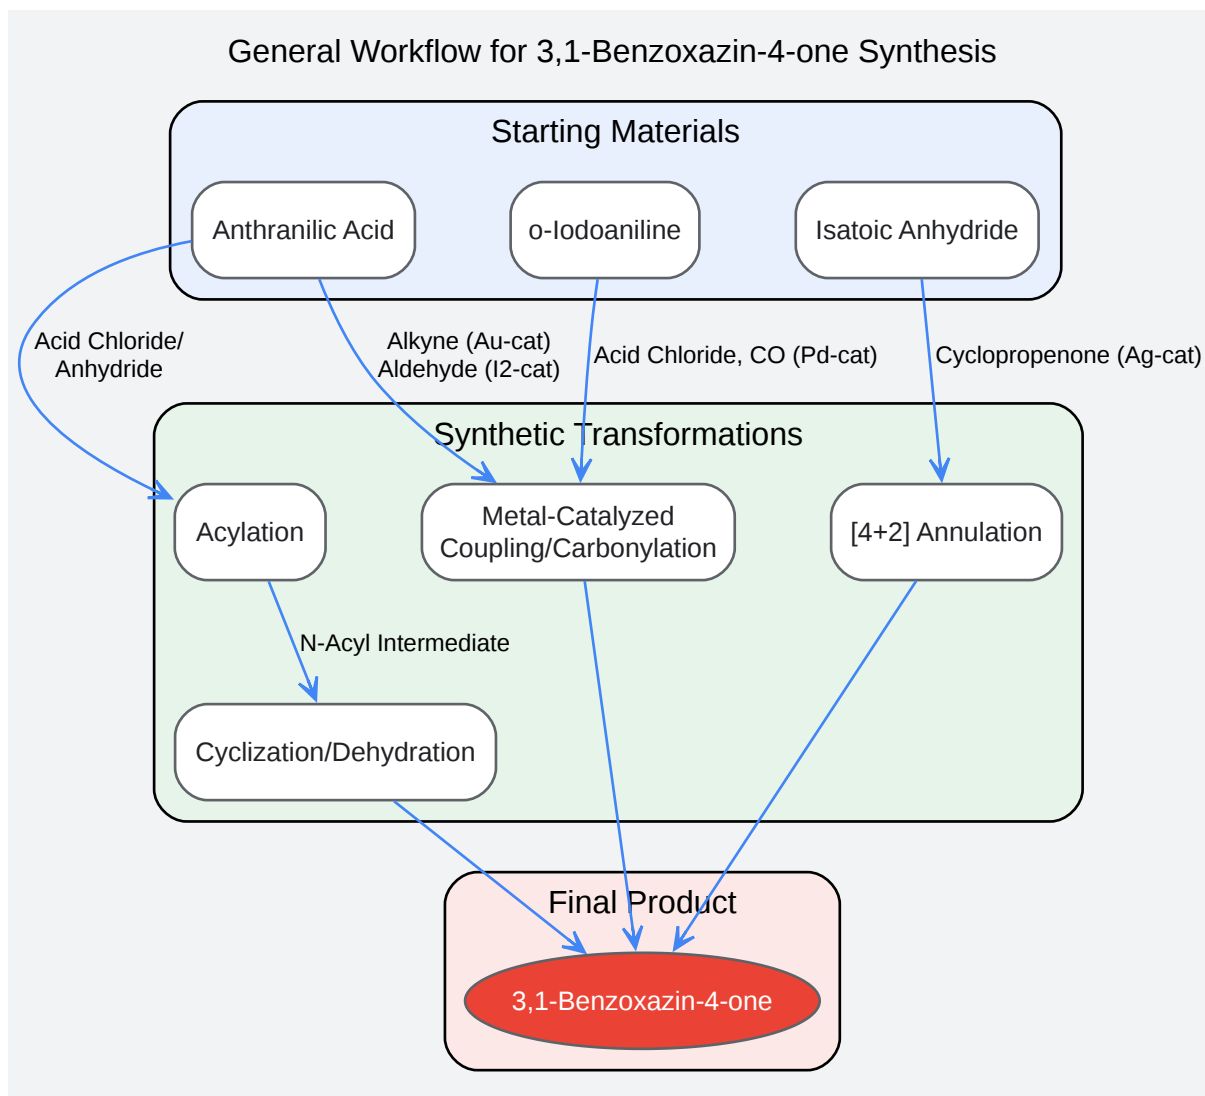 General Workflow for 3,1-Benzoxazin-4-one Synthesis
Starting Materials
Anthranilic Acid
o-Iodoaniline
Isatoic Anhydride
Acid Chloride/
Anhydride
Alkyne (Au-cat)
Aldehyde (I2-cat)
Acid Chloride, CO (Pd-cat)
Cyclopropenone (Ag-cat)
Synthetic Transformations
Acylation
Metal-Catalyzed
Coupling/Carbonylation
[4+2] Annulation
N-Acyl Intermediate
Cyclization/Dehydration
Final Product
3,1-Benzoxazin-4-one